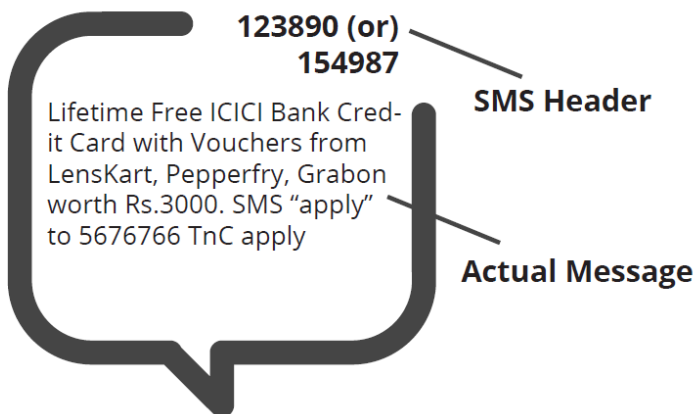 123890 (or)
154987
SMS Header
Lifetime Free ICICI Bank Cred-
it Card with Vouchers from
LensKart, Pepperfry, Grabon
worth Rs.3000. SMS “apply”
to 5676766 TnC apply
Actual Message